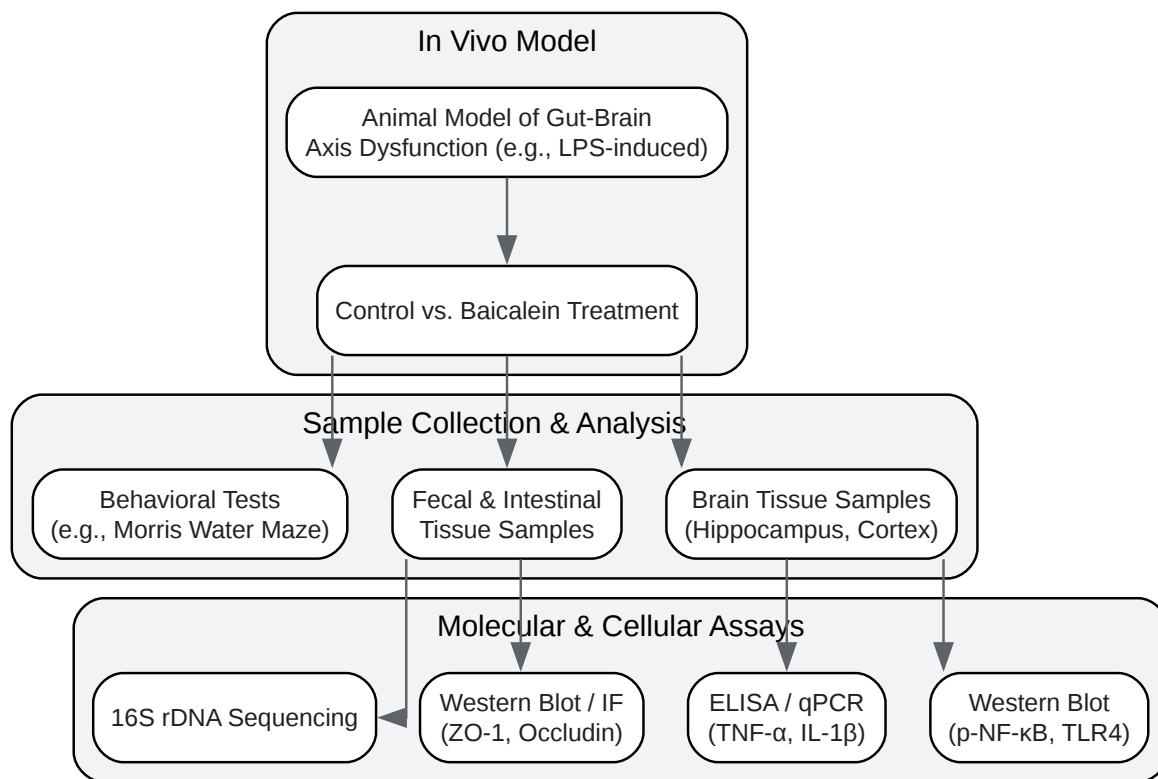 In Vivo Model
Animal Model of Gut-Brain
Axis Dysfunction (e.g., LPS-induced)
Control vs. Baicalein Treatment
Sample Collection & Analysis
Behavioral Tests
(e.g., Morris Water Maze)
Fecal & Intestinal
Tissue Samples
Brain Tissue Samples
(Hippocampus, Cortex)
Molecular & Cellular Assays
16S rDNA Sequencing
Western Blot / IF
(ZO-1, Occludin)
ELISA / qPCR
(TNF-α, IL-1β)
Western Blot
(p-NF-κB, TLR4)